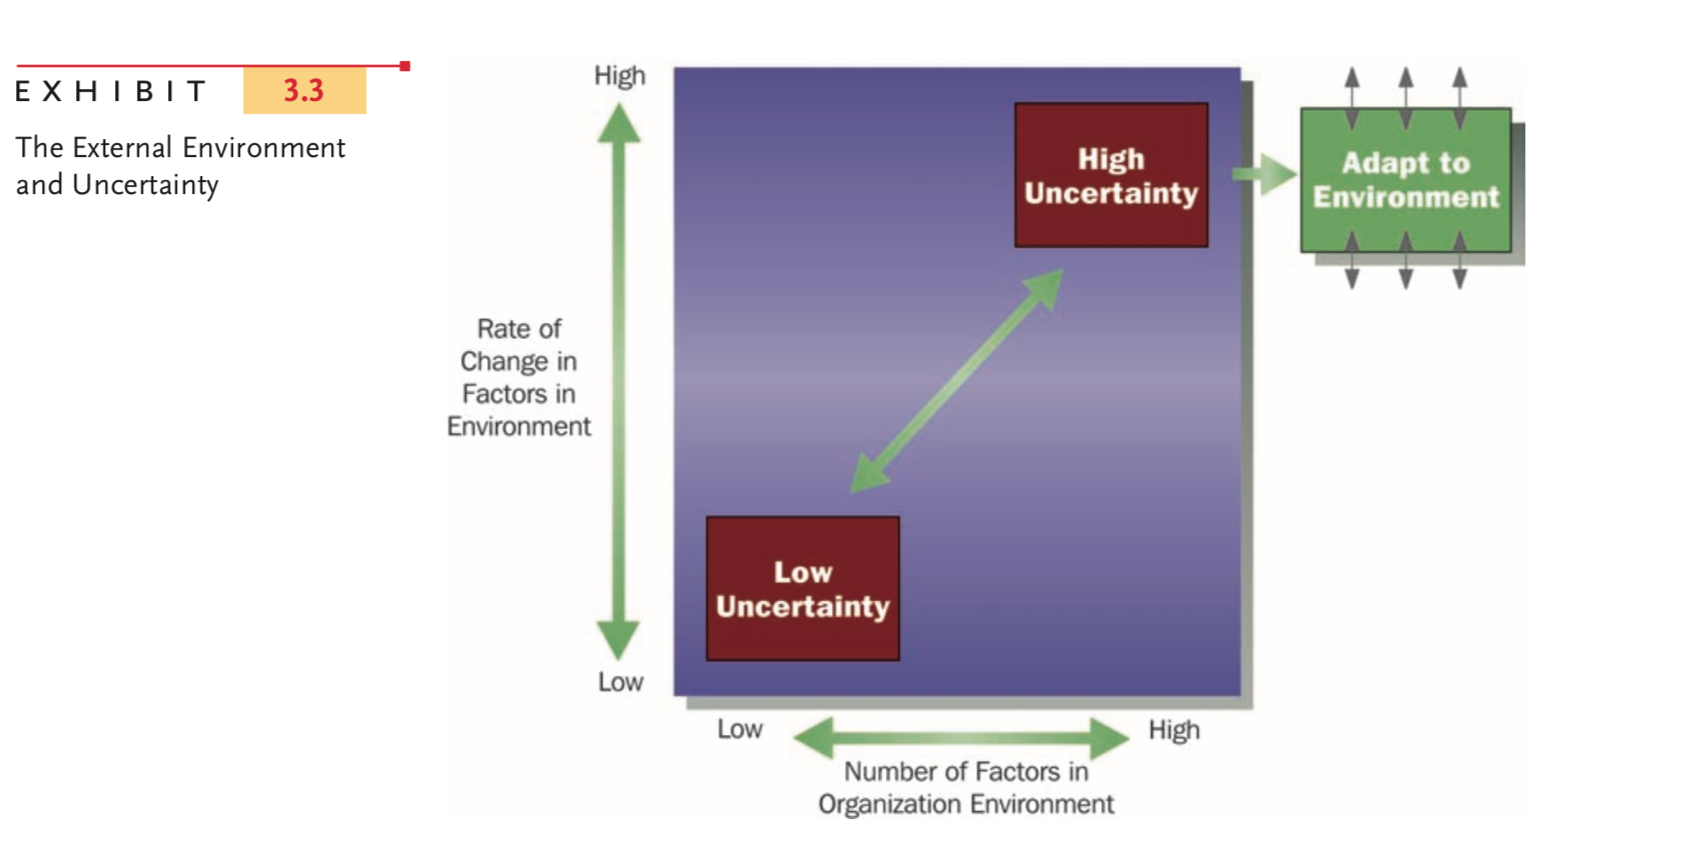 EXHIBIT 3.3
The External Environment
and Uncertainty
High
High
Uncertainty
Adapt to
Environment
Rate of
Change in
Factors in
Environment
Low
Uncertainty
Low
Low
High
Number of Factors in
Organization Environment